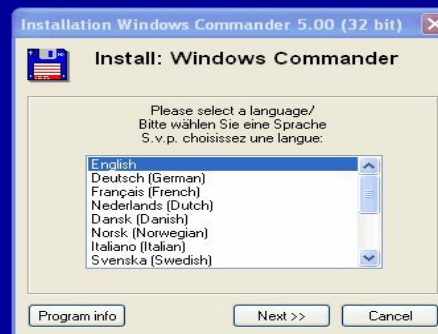 Installation Windows Commander 5.00 (32 bit)
Install: Windows Commander
Please select a language/
Bitte wählen Sie eine Sprache
S.v.p. choisissez une langue:
English
Deutsch (German)
Français (French)
Nederlands (Dutch)
Dansk (Danish)
Norsk (Norwegian)
Italiano (Italian)
Svenska (Swedish)
Program info
Next >>
Cancel